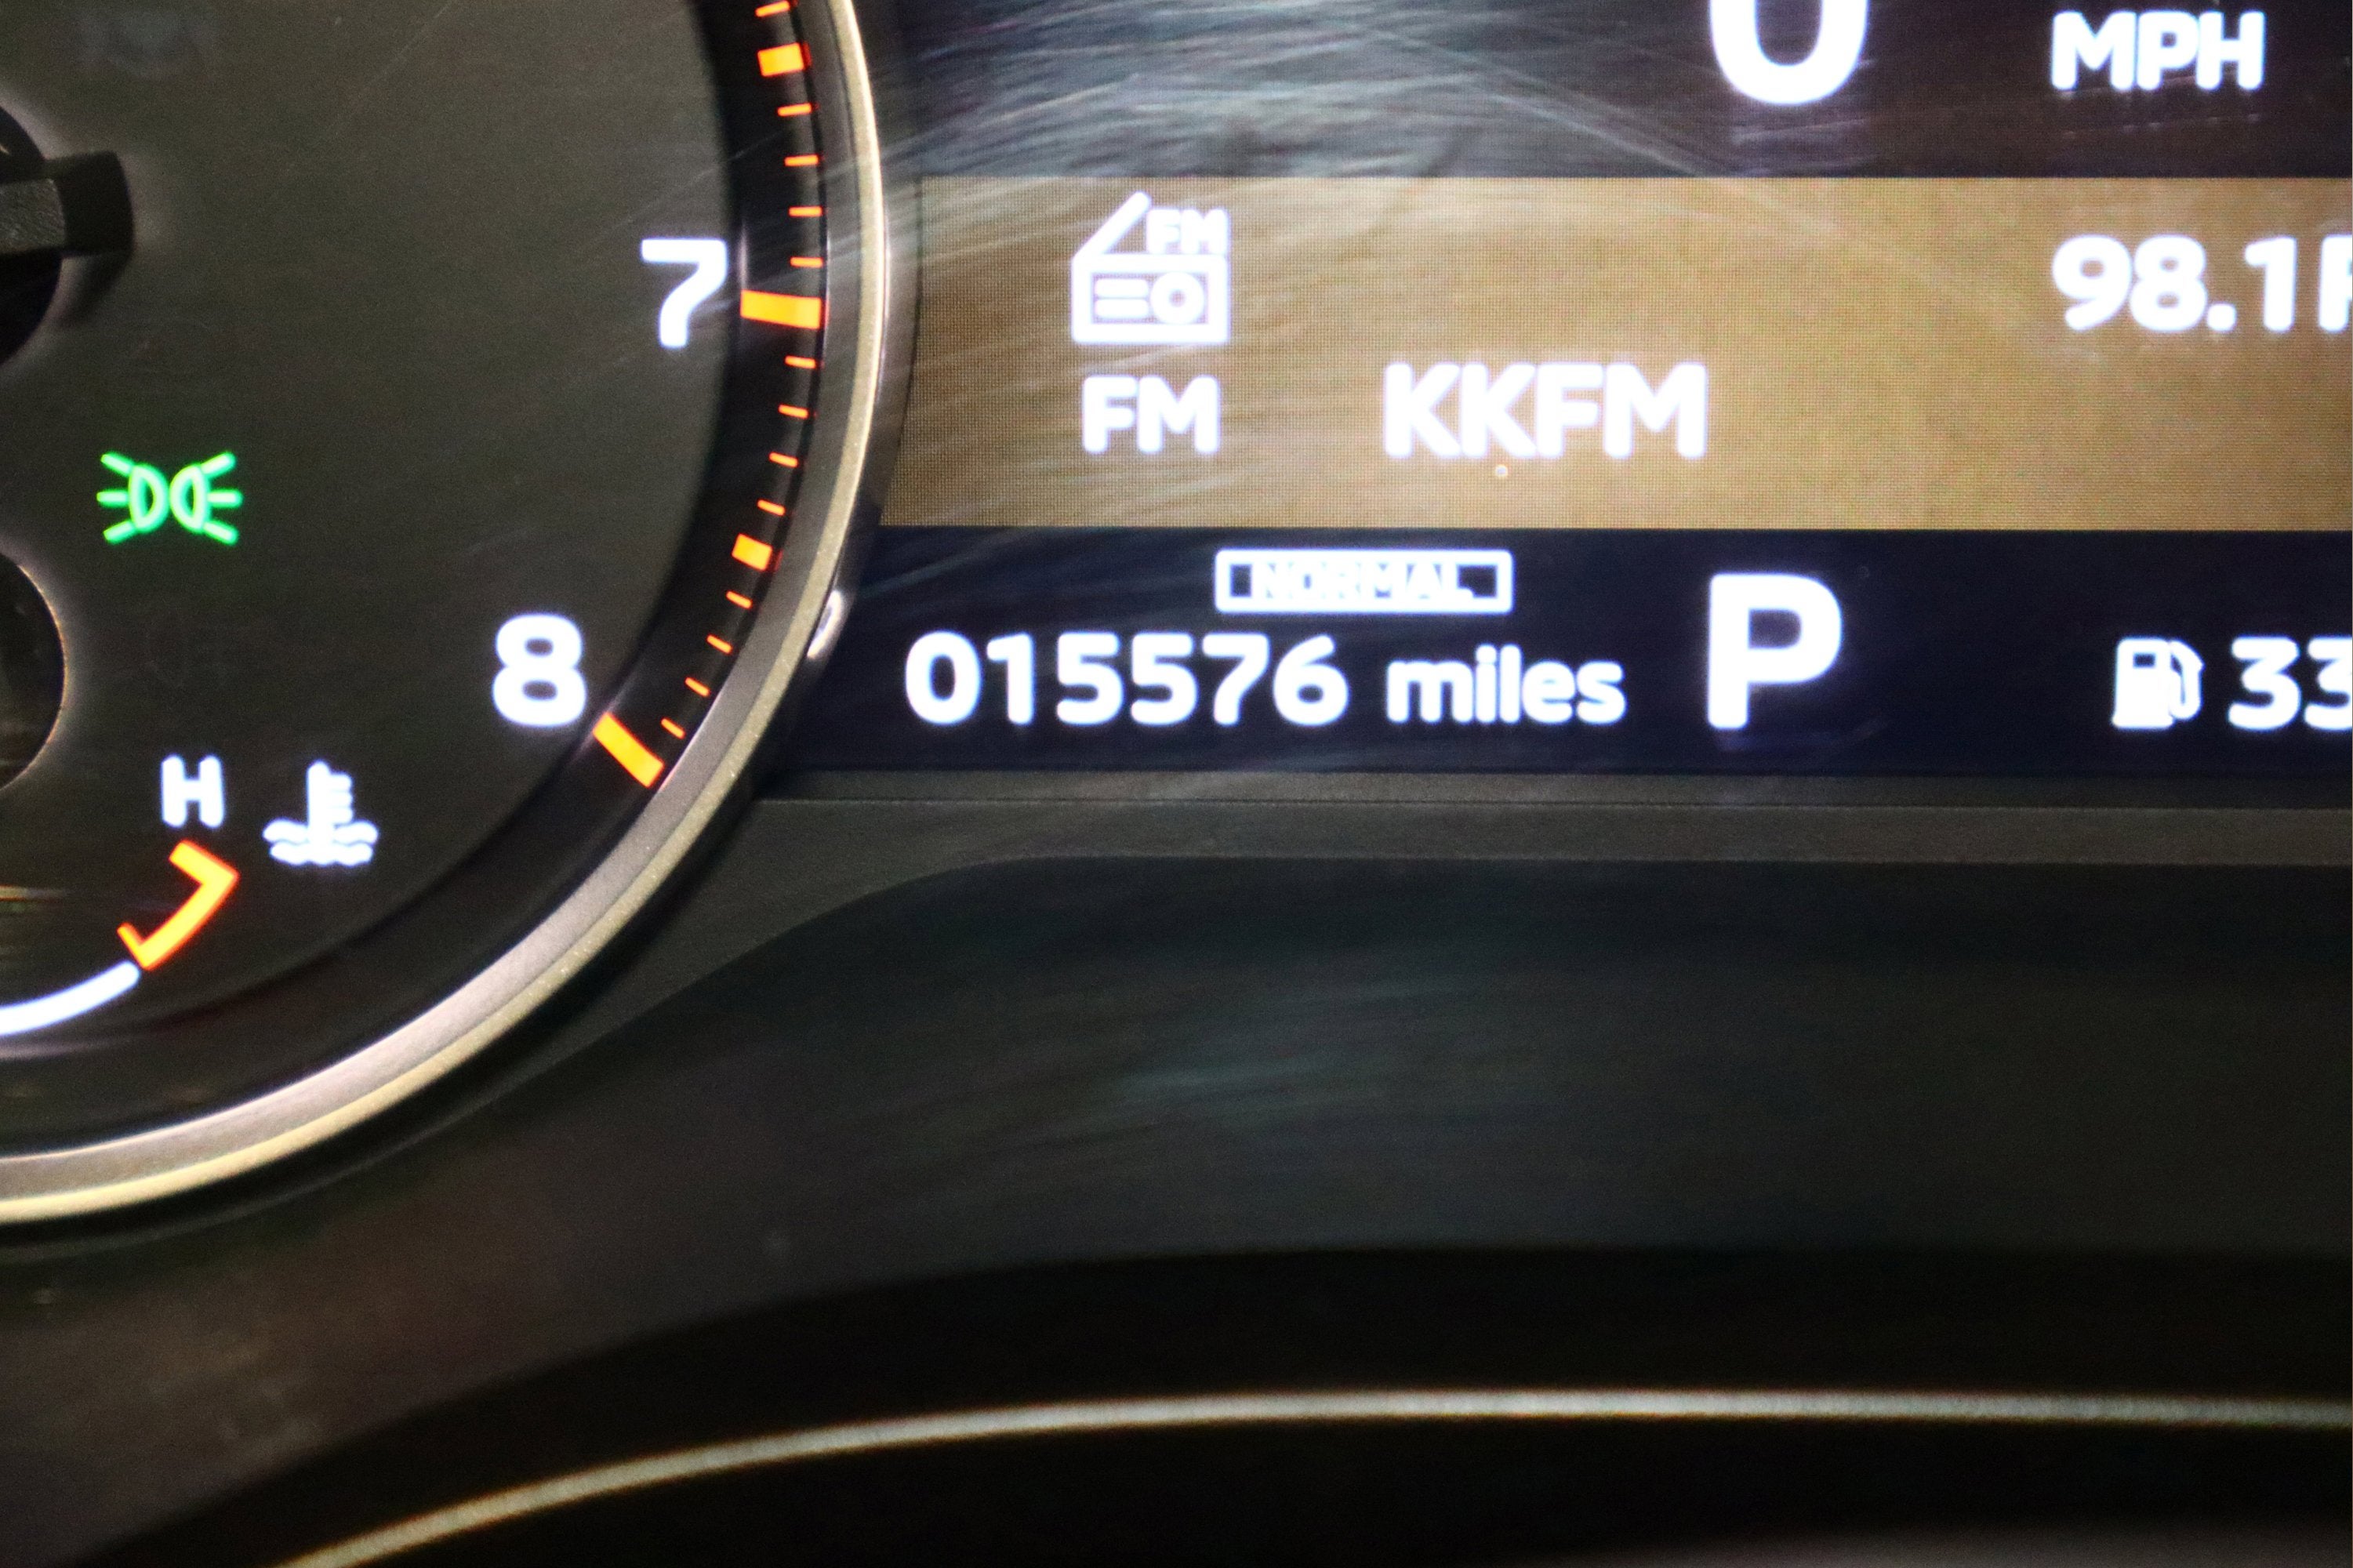 0 MPH
FM
98.1
7
FM KKFM
NORMAL
015576 miles P 33
8
H